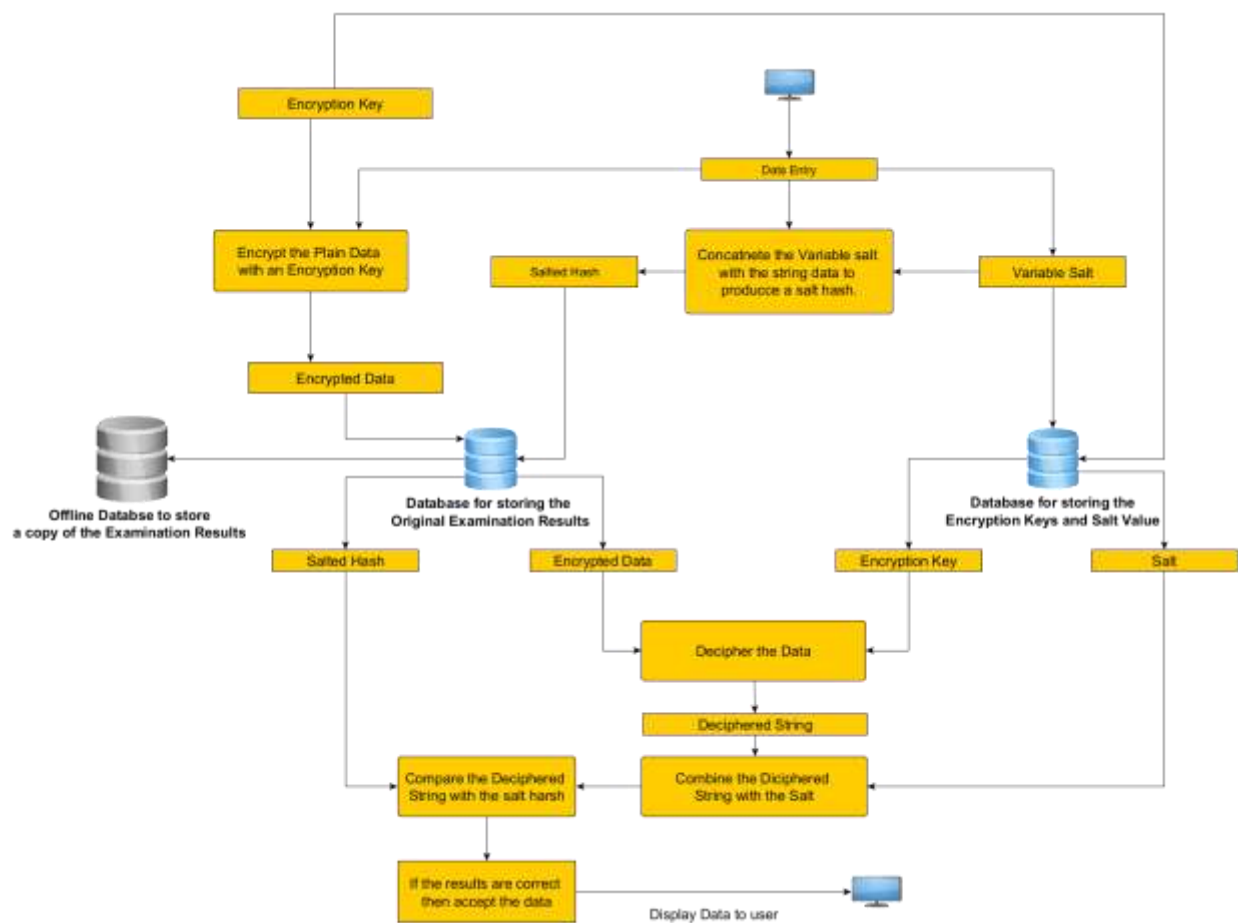 Encryption Key
Data Entry
Encrypt the Plain Data
with an Encryption Key
Salted Hash
Concatnete the Variable salt
with the string data to
producce a salt hash.
Variable Salt
Encrypted Data
Offline Databse to store
a copy of the Examination Results
Database for storing the
Original Examination Results
Database for storing the
Encryption Keys and Salt Value
Salted Hash
Encrypted Data
Encryption Key
Salt
Decipher the Data
Deciphered String
Compare the Deciphered
String with the salt harsh
Combine the Diciphered
String with the Salt
If the results are correct
then accept the data
Display Data to user